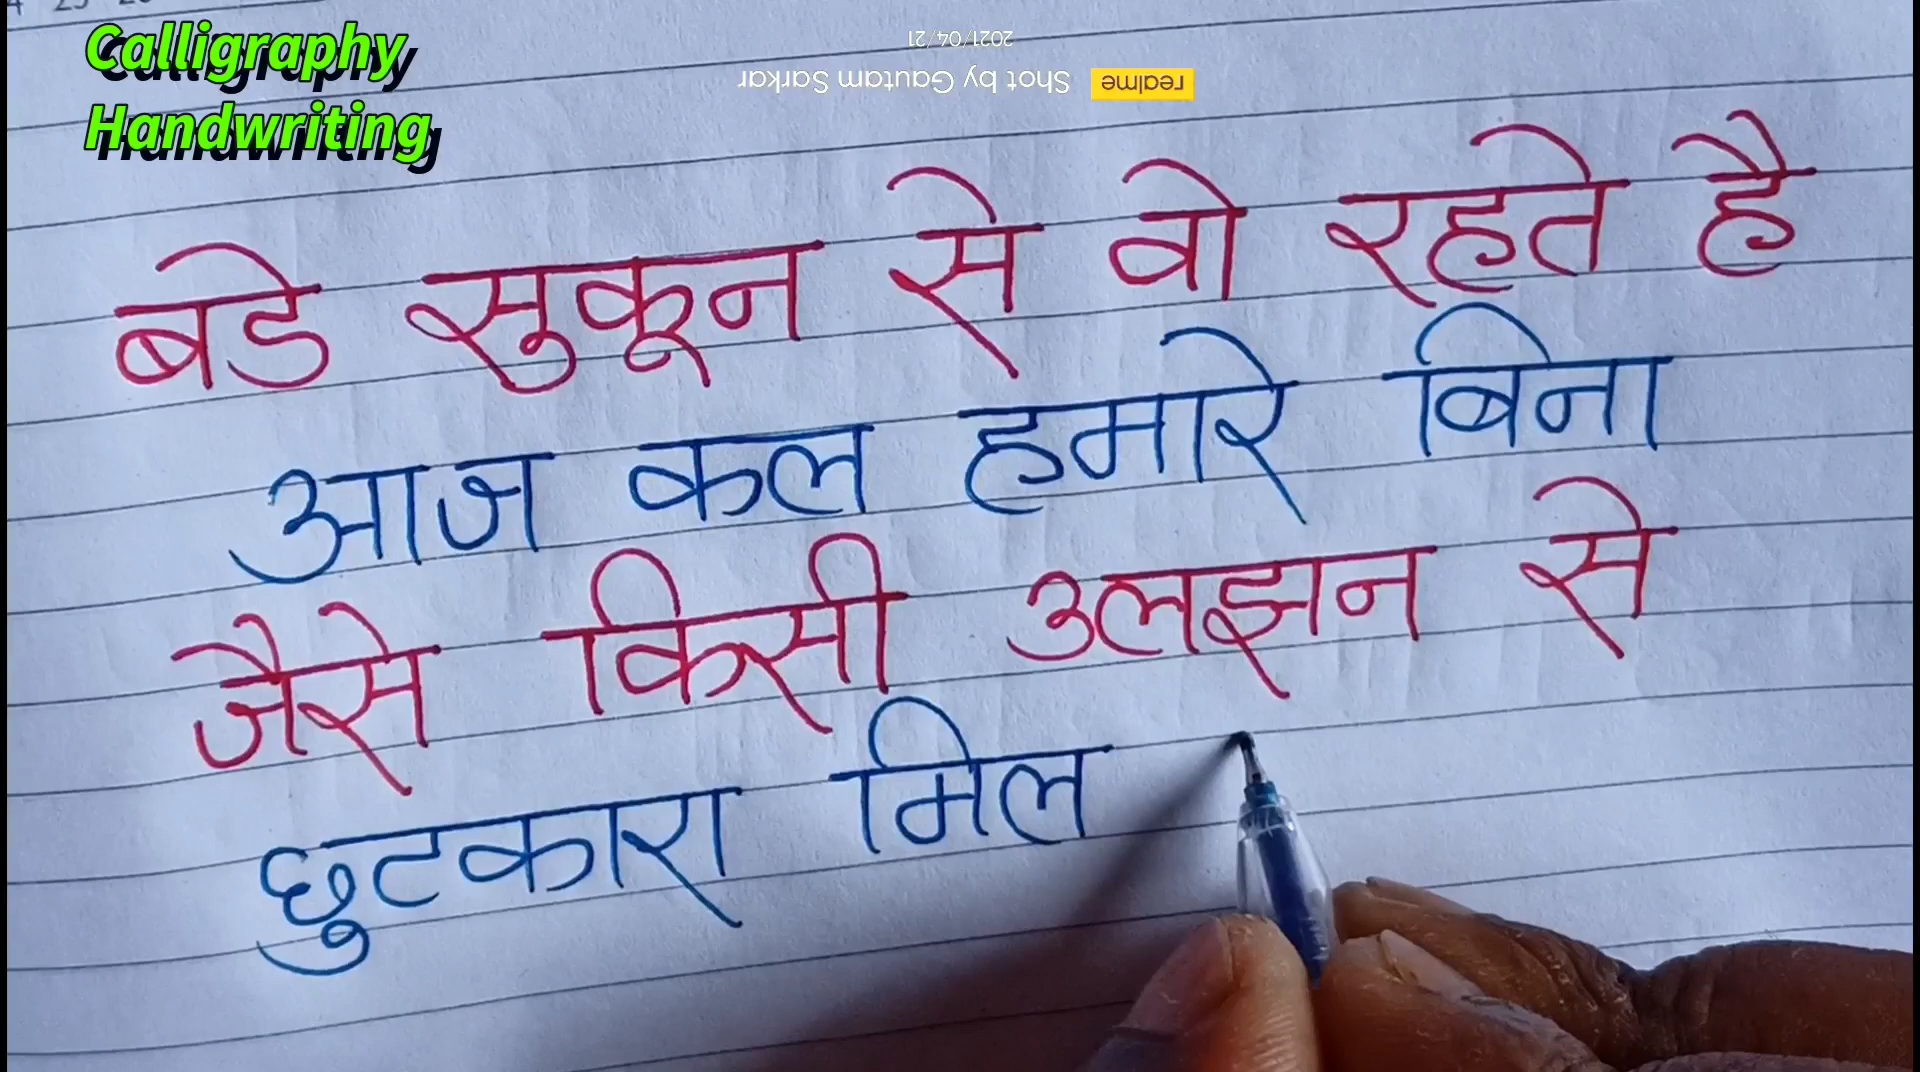 Calligraphy
Handwriting
2021/04/21
realme Shot by Gautam Sarkar
बडे सुकून से वो रहते है
आज कल हमारे बिना
जैसे किसी उलझन से
छुटकारा मिल